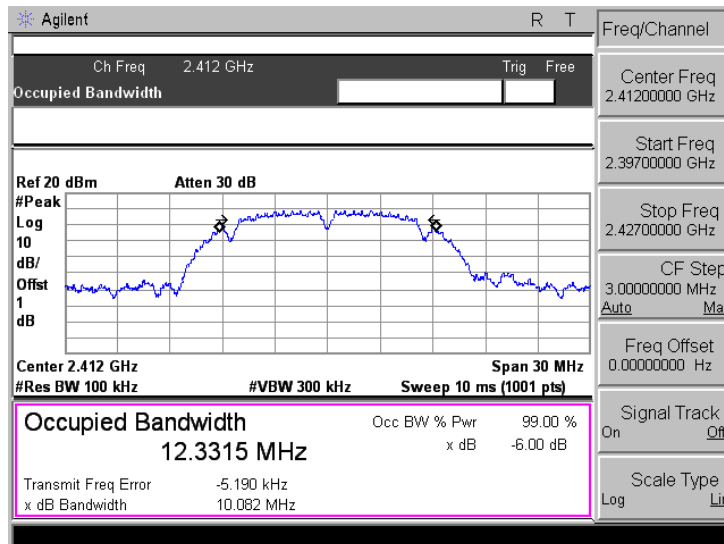 Agilent R T
Freq/Channel
Ch Freq 2.412 GHz Trig Free
Occupied Bandwidth
Center Freq
2.41200000 GHz
Start Freq
2.39700000 GHz
Stop Freq
2.42700000 GHz
CF Step
3.00000000 MHz
Auto Ma
Freq Offset
0.00000000 Hz
Signal Track
On Off
Scale Type
Log Lin
Ref 20 dBm Atten 30 dB
#Peak
Log
10
dB/
Offst
1
dB
Center 2.412 GHz Span 30 MHz
#Res BW 100 kHz #VBW 300 kHz Sweep 10 ms (1001 pts)
Occupied Bandwidth
12.3315 MHz
Occ BW % Pwr 99.00 %
x dB -6.00 dB
Transmit Freq Error -5.190 kHz
x dB Bandwidth 10.082 MHz